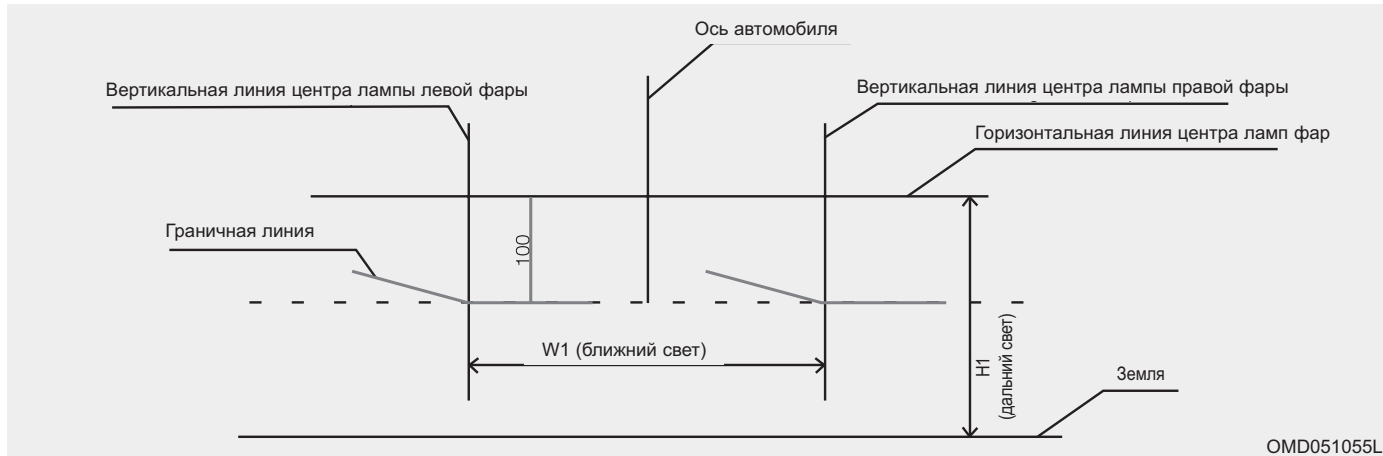 Ось автомобиля
Вертикальная линия центра лампы левой фары
Вертикальная линия центра лампы правой фары
Горизонтальная линия центра ламп фар
Граничная линия
100
W1 (ближний свет)
H1
(дальний свет)
Земля
OMD051055L